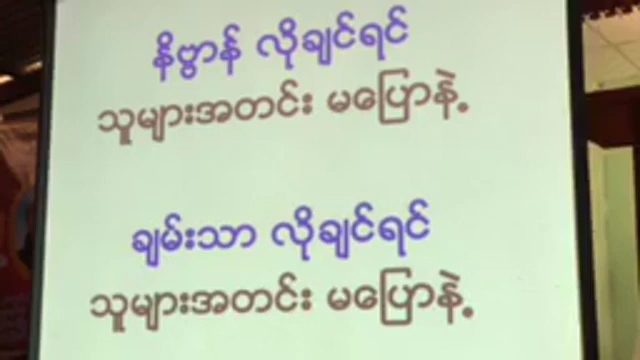 နိဗ္ဗာန် လိုချင်ရင်
သူများအတင်း မပြောနဲ့
ချမ်းသာ လိုချင်ရင်
သူများအတင်း မပြောနဲ့